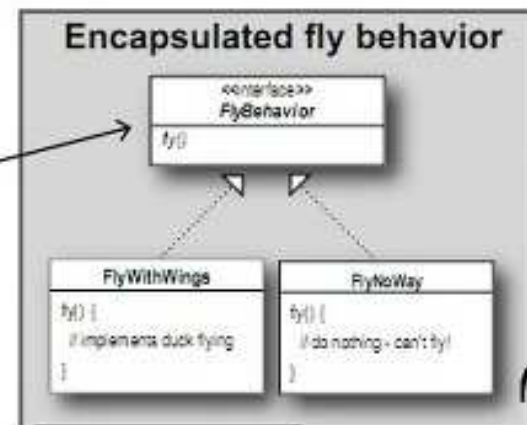 Encapsulated fly behavior
<<interface>>
FlyBehavior
fly()
FlyWithWings
fly() {
// implements duck flying
}
FlyNoWay
fly() {
// do nothing - can't fly!
}